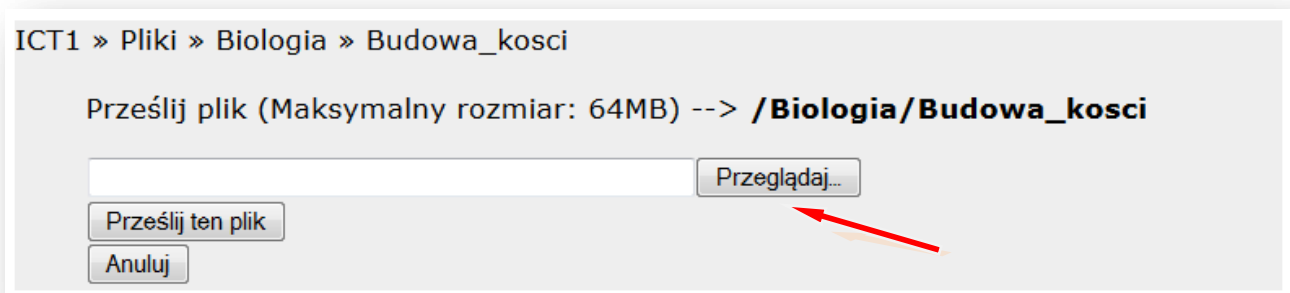 ICT1 » Pliki » Biologia » Budowa_kosci
Prześlij plik (Maksymalny rozmiar: 64MB) --> /Biologia/Budowa_kosci
Przeglądaj...
Prześlij ten plik
Anuluj